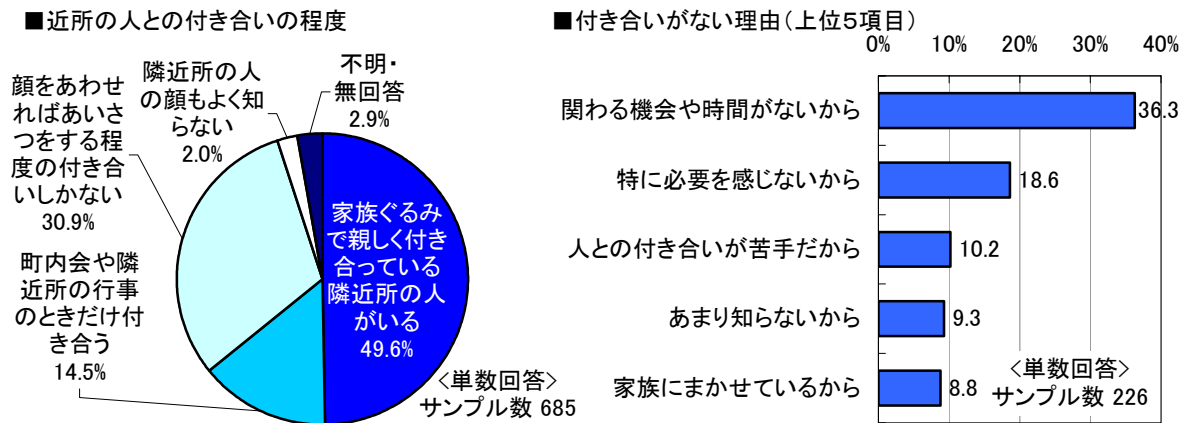 ■近所の人との付き合いの程度
顔をあわせ
ればあいさ
つをする程
度の付き合
いしかない
30.9%
隣近所の人
の顔もよく知
らない
2.0%
不明・
無回答
2.9%
家族ぐるみ
で親しく付き
合っている
隣近所の人
がいる
49.6%
町内会や隣
近所の行事
のときだけ付
き合う
14.5%
<単数回答>
サンプル数 685
■付き合いがない理由(上位5項目)
0% 10% 20% 30% 40%
関わる機会や時間がないから 36.3
特に必要を感じないから 18.6
人との付き合いが苦手だから 10.2
あまり知らないから 9.3
家族にまかせているから 8.8
<単数回答>
サンプル数 226